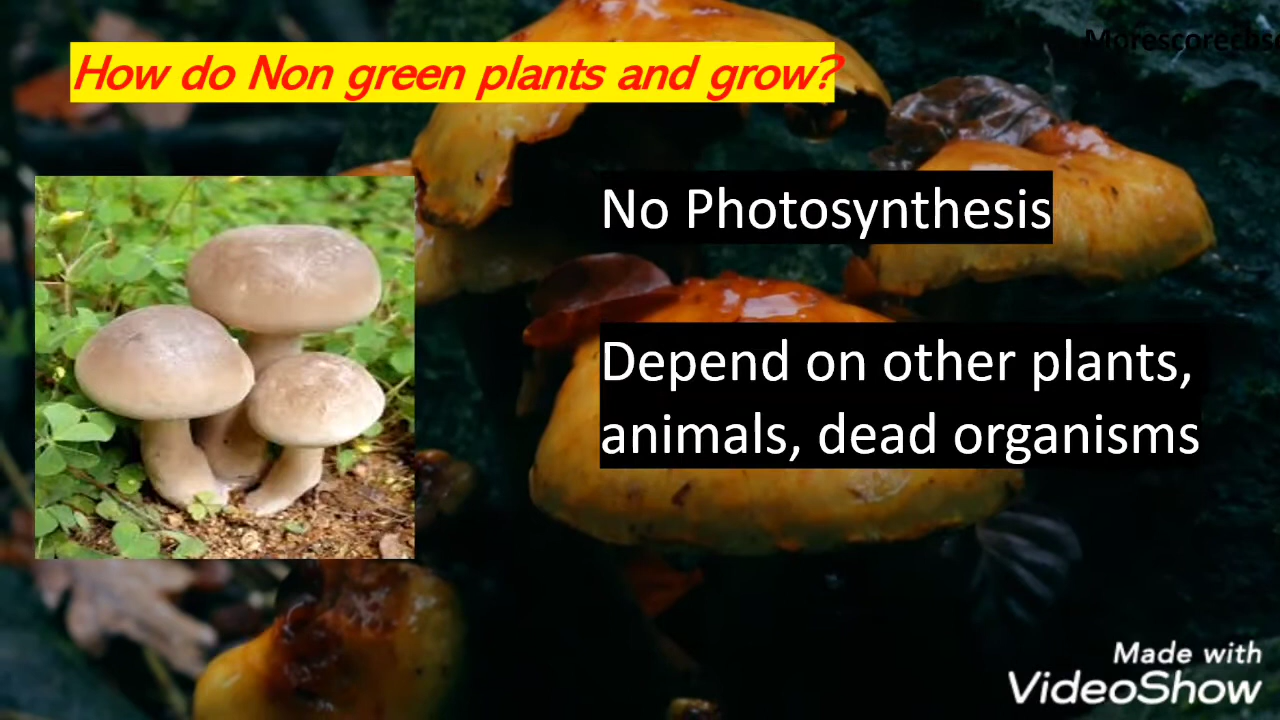 Morescorecbse
How do Non green plants and grow?
No Photosynthesis
Depend on other plants,
animals, dead organisms
Made with
VideoShow